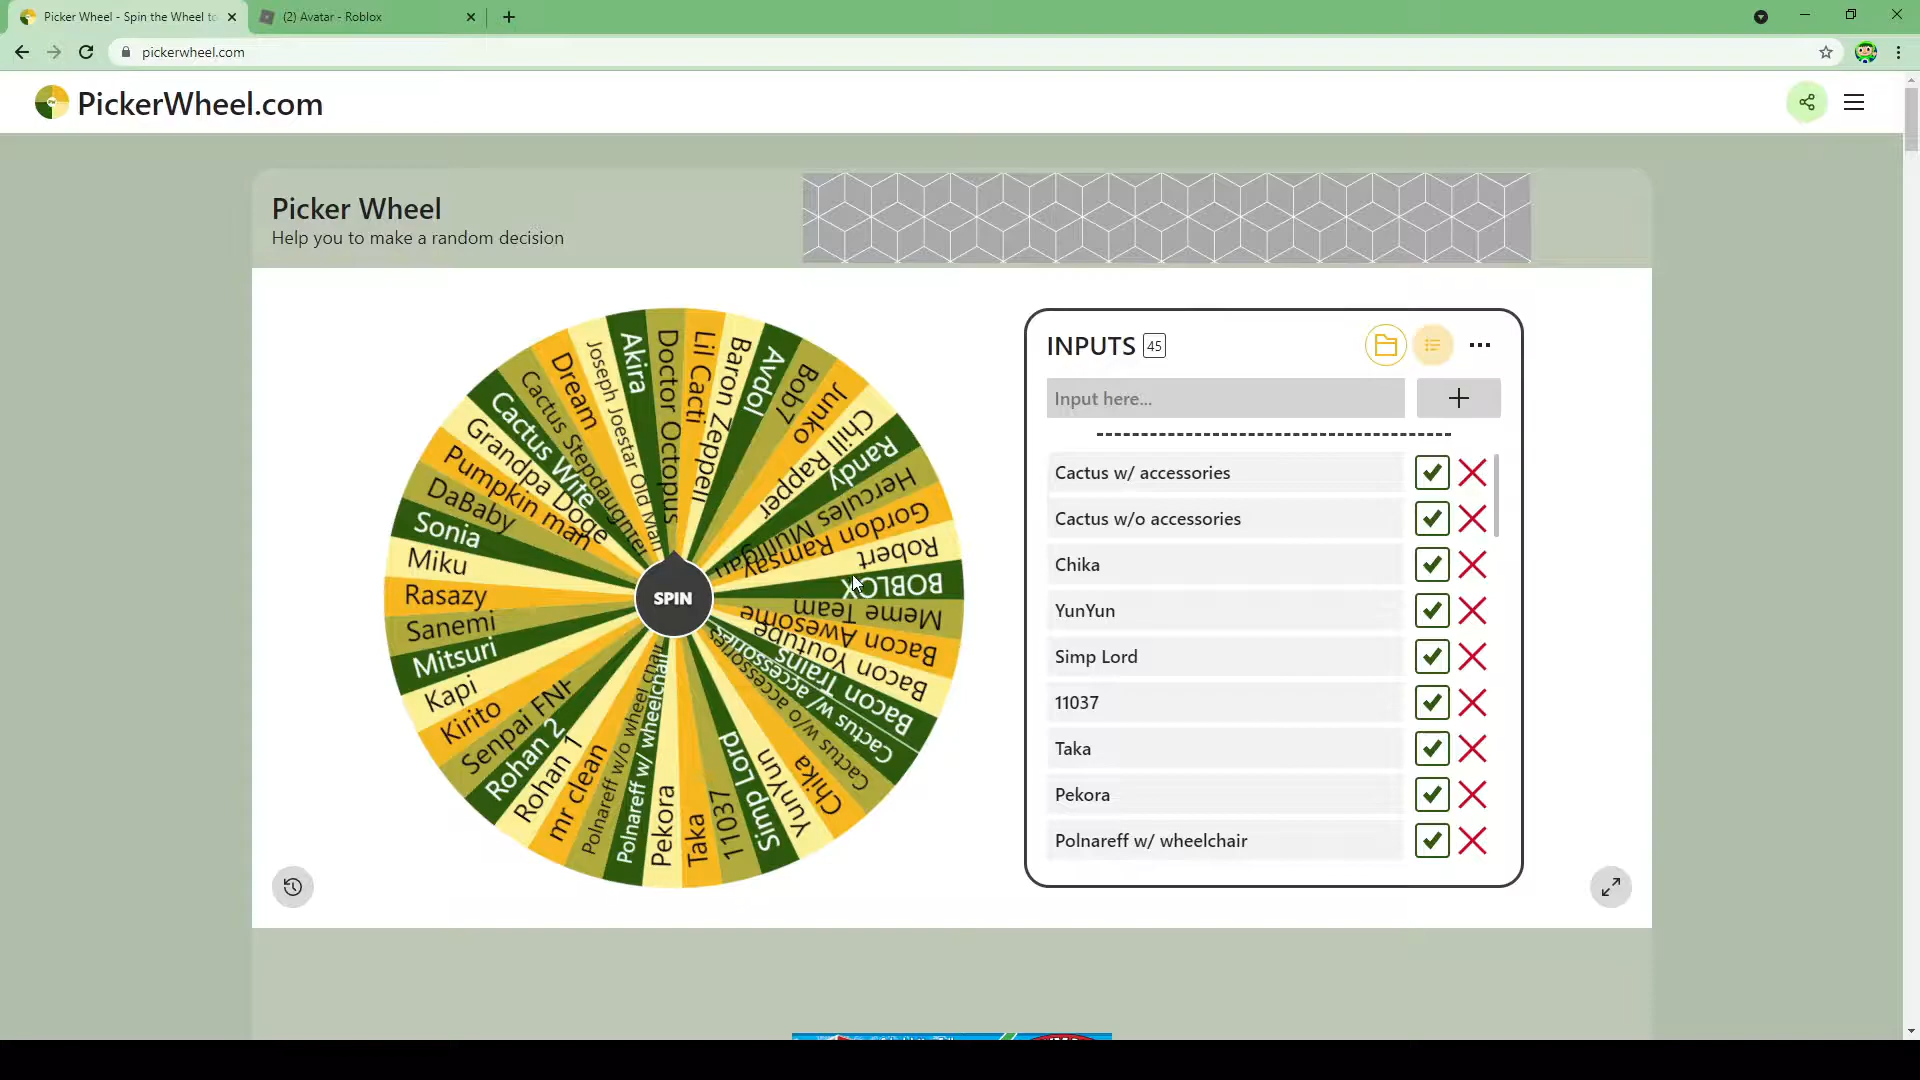 Picker Wheel - Spin the Wheel to
(2) Avatar - Roblox
pickerwheel.com
PickerWheel.com
Picker Wheel
Help you to make a random decision
Akira
Doctor Octopus
Lil Cacti
Baron Zeppeli
Avdol
Bob7
Junko
Chill Rapper
Randy
Hercules Mulligan
Gordon Ramsay
Robert
BOBLOX
Meme Team
Bacon Awesome
Bacon Youtube
Bacon Trains
Cactus w/ accessories
Cactus w/o accessories
Chika
YunYun
Simp Lord
11037
Taka
Pekora
Polnareff w/ wheelchair
Polnareff w/o wheel chair
mr clean
Rohan 1
Rohan 2
Senpai FNF
Kirito
Kapi
Mitsuri
Sanemi
Rasazy
Miku
Sonia
DaBaby
Pumpkin man
Grandpa Doge
Cactus Wife
Cactus Stepdaughter
Dream
Joseph Joestar Old Man
SPIN
INPUTS 45
Input here...
Cactus w/ accessories
Cactus w/o accessories
Chika
YunYun
Simp Lord
11037
Taka
Pekora
Polnareff w/ wheelchair